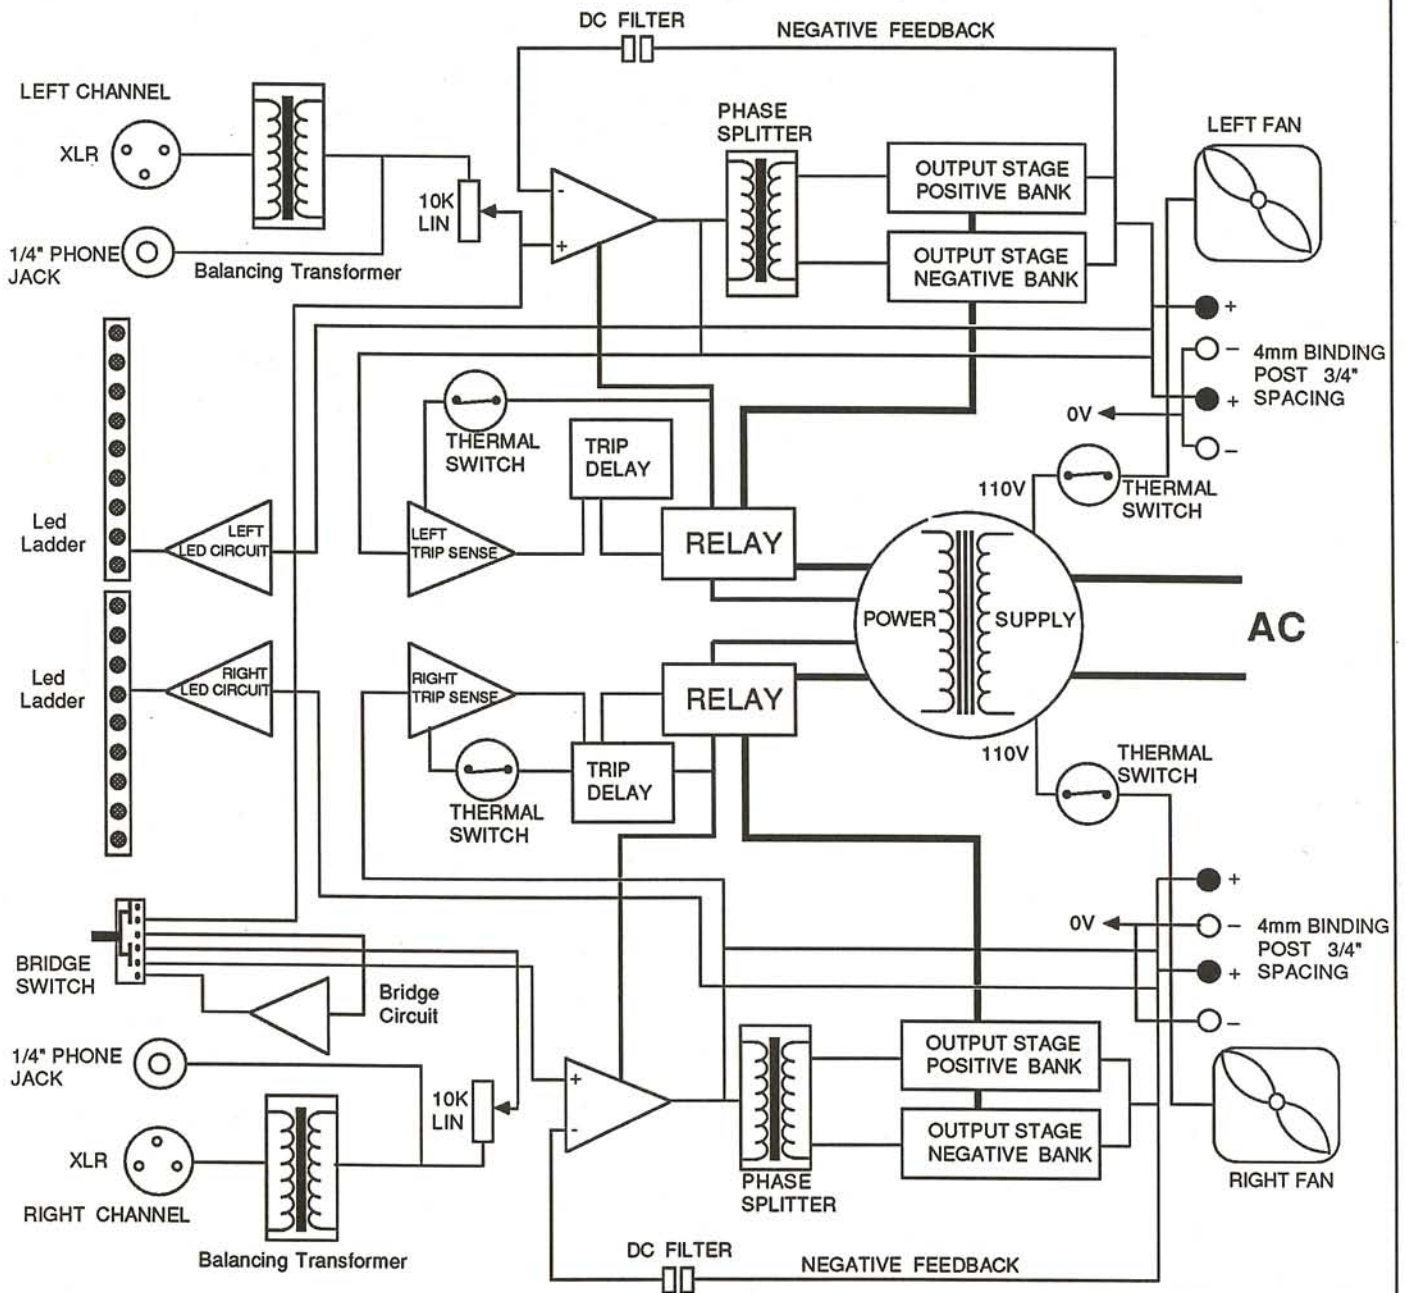 DC FILTER
NEGATIVE FEEDBACK
LEFT CHANNEL
PHASE
SPLITTER
LEFT FAN
XLR
10K
LIN
-
+
OUTPUT STAGE
POSITIVE BANK
OUTPUT STAGE
NEGATIVE BANK
1/4" PHONE
JACK
Balancing Transformer
+
–
+
–
4mm BINDING
POST 3/4"
SPACING
0V
THERMAL
SWITCH
TRIP
DELAY
110V
THERMAL
SWITCH
Led
Ladder
LEFT
LED CIRCUIT
LEFT
TRIP SENSE
RELAY
POWER
SUPPLY
AC
Led
Ladder
RIGHT
LED CIRCUIT
RIGHT
TRIP SENSE
RELAY
110V
THERMAL
SWITCH
TRIP
DELAY
THERMAL
SWITCH
+
–
+
–
0V
4mm BINDING
POST 3/4"
SPACING
BRIDGE
SWITCH
Bridge
Circuit
1/4" PHONE
JACK
10K
LIN
+
-
OUTPUT STAGE
POSITIVE BANK
OUTPUT STAGE
NEGATIVE BANK
XLR
PHASE
SPLITTER
RIGHT FAN
RIGHT CHANNEL
Balancing Transformer
DC FILTER
NEGATIVE FEEDBACK